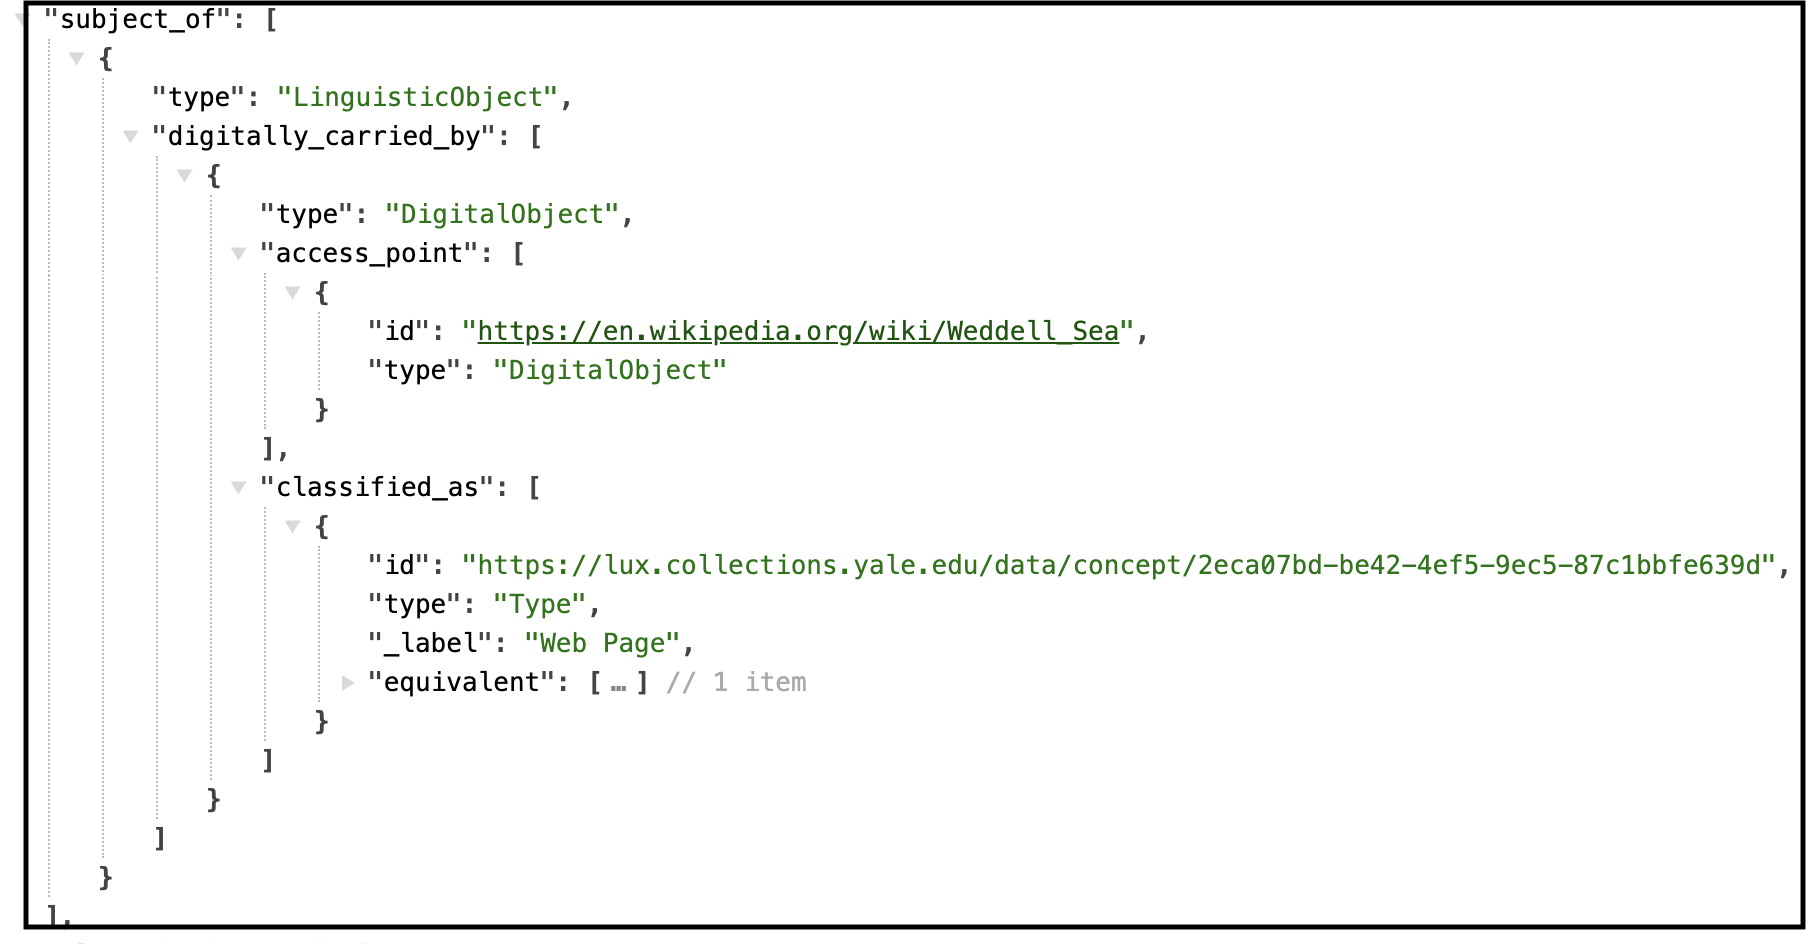 "subject_of": [
{
"type": "LinguisticObject",
"digitally_carried_by": [
{
"type": "DigitalObject",
"access_point": [
{
"id": "https://en.wikipedia.org/wiki/Weddell_Sea",
"type": "DigitalObject"
}
],
"classified_as": [
{
"id": "https://lux.collections.yale.edu/data/concept/2eca07bd-be42-4ef5-9ec5-87c1bbfe639d",
"type": "Type",
"_label": "Web Page",
"equivalent": [ … ] // 1 item
}
]
}
]
}
],